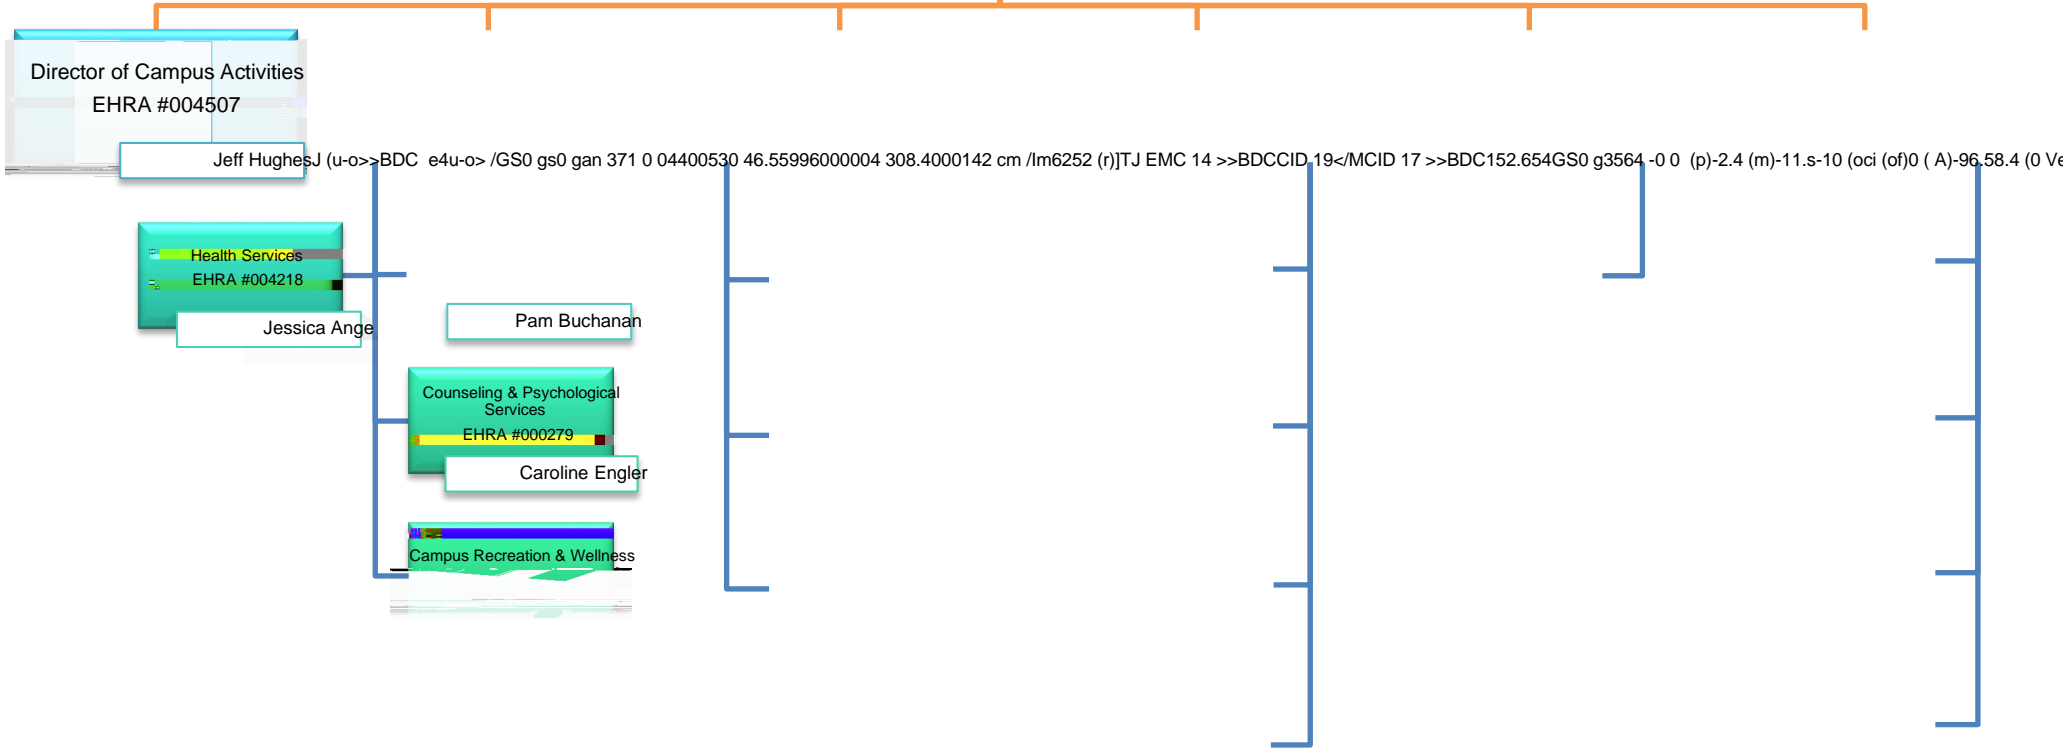 Director of Campus Activities
EHRA #004507
Jeff HughesJ (u-o>>BDC e4u-o> /GS0 gs0 gan 371 0 04400530 46.55996000004 308.4000142 cm /Im6252 (r)]TJ EMC 14 >>BDCCID 19</MCID 17 >>BDC152.654GS0 g3564 -0 0 (p)-2.4 (m)-11.s-10 (oci (of)0 ( A)-96.58.4 (0 Ve
Health Services
EHRA #004218
Jessica Ange
Pam Buchanan
Counseling & Psychological
Services
EHRA #000279
Caroline Engler
Campus Recreation & Wellness